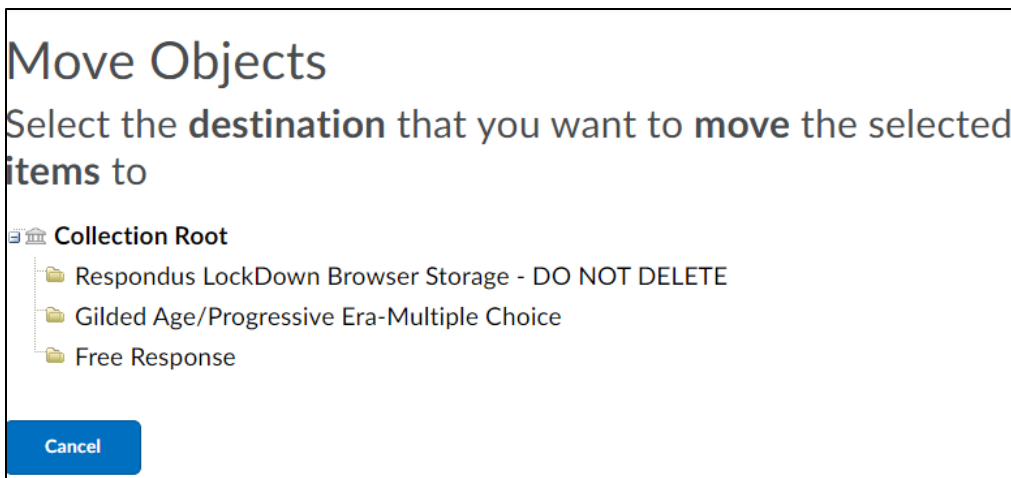 Move Objects
Select the destination that you want to move the selected
items to
Collection Root
Respondus LockDown Browser Storage - DO NOT DELETE
Gilded Age/Progressive Era-Multiple Choice
Free Response
Cancel